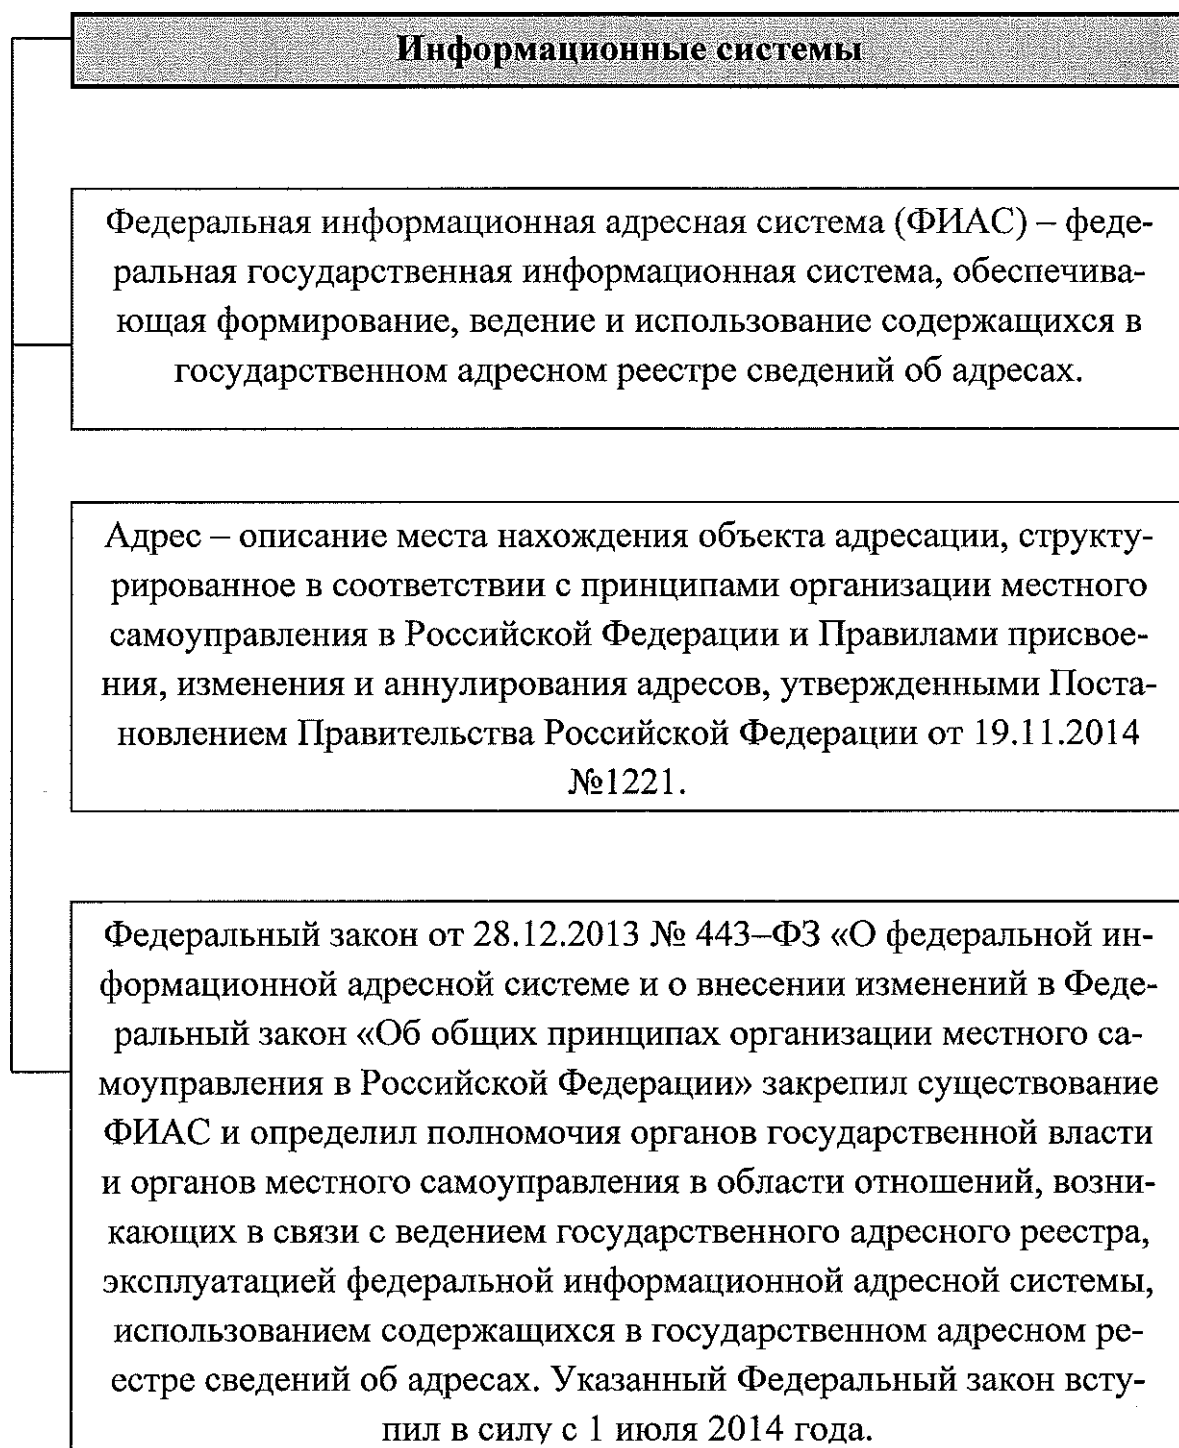 Информационные системы
Федеральная информационная адресная система (ФИАС) – феде-
ральная государственная информационная система, обеспечива-
ющая формирование, ведение и использование содержащихся в
государственном адресном реестре сведений об адресах.
Адрес – описание места нахождения объекта адресации, структу-
рированное в соответствии с принципами организации местного
самоуправления в Российской Федерации и Правилами присвое-
ния, изменения и аннулирования адресов, утвержденными Поста-
новлением Правительства Российской Федерации от 19.11.2014
№1221.
Федеральный закон от 28.12.2013 № 443–ФЗ «О федеральной ин-
формационной адресной системе и о внесении изменений в Феде-
ральный закон «Об общих принципах организации местного са-
моуправления в Российской Федерации» закрепил существование
ФИАС и определил полномочия органов государственной власти
и органов местного самоуправления в области отношений, возни-
кающих в связи с ведением государственного адресного реестра,
эксплуатацией федеральной информационной адресной системы,
использованием содержащихся в государственном адресном ре-
естре сведений об адресах. Указанный Федеральный закон всту-
пил в силу с 1 июля 2014 года.